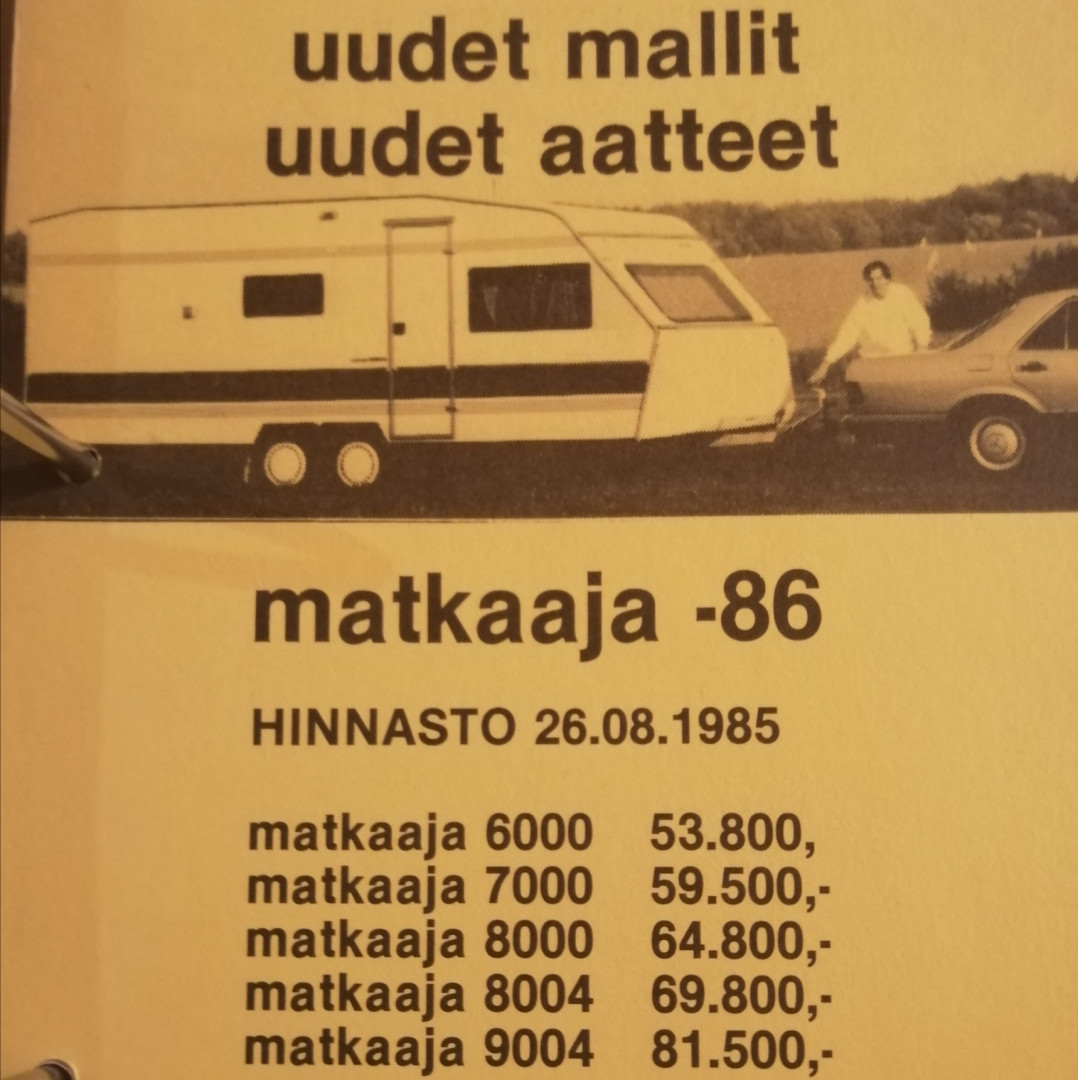 uudet mallit
uudet aatteet
matkaaja -86
HINNASTO 26.08.1985
matkaaja 6000 53.800,
matkaaja 7000 59.500,-
matkaaja 8000 64.800,-
matkaaja 8004 69.800,-
matkaaja 9004 81.500,-